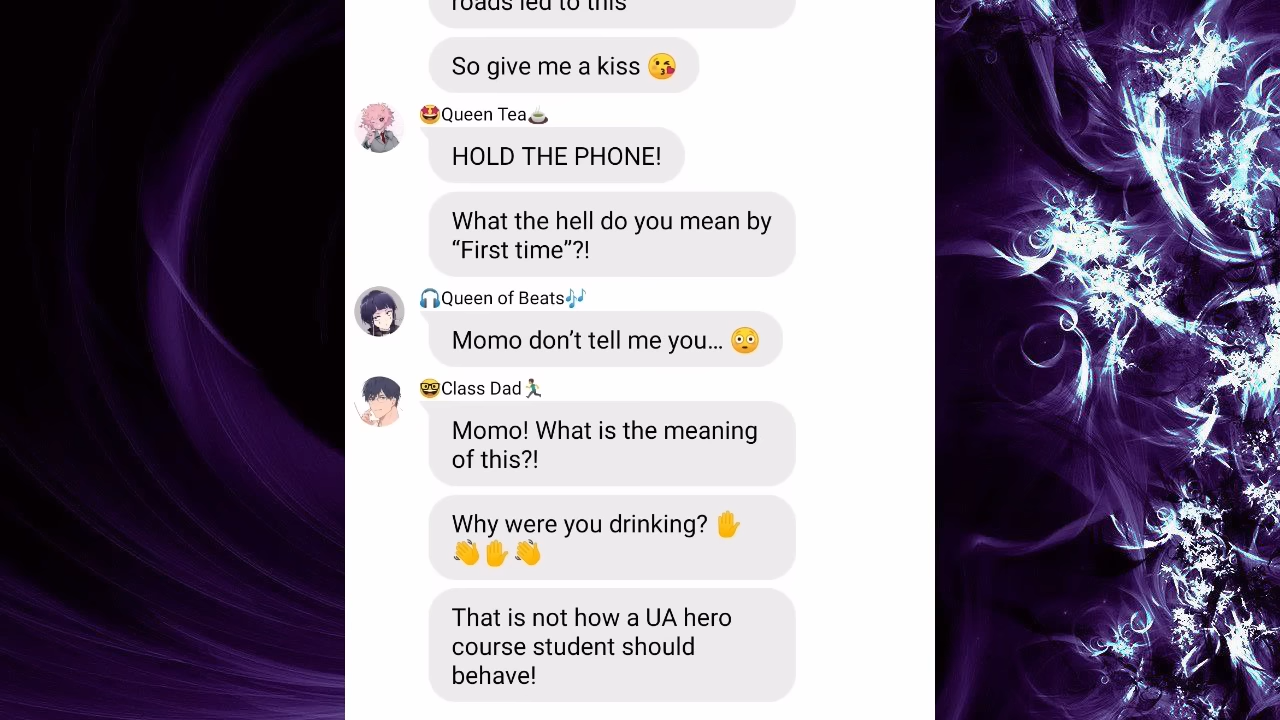 roads led to this
So give me a kiss 😘
🤩Queen Tea🍵
HOLD THE PHONE!
What the hell do you mean by
“First time”?!
🎧Queen of Beats🎶
Momo don’t tell me you... 😳
🤓Class Dad🏃🏽‍♂️
Momo! What is the meaning
of this?!
Why were you drinking? ✋
👋✋👋
That is not how a UA hero
course student should
behave!